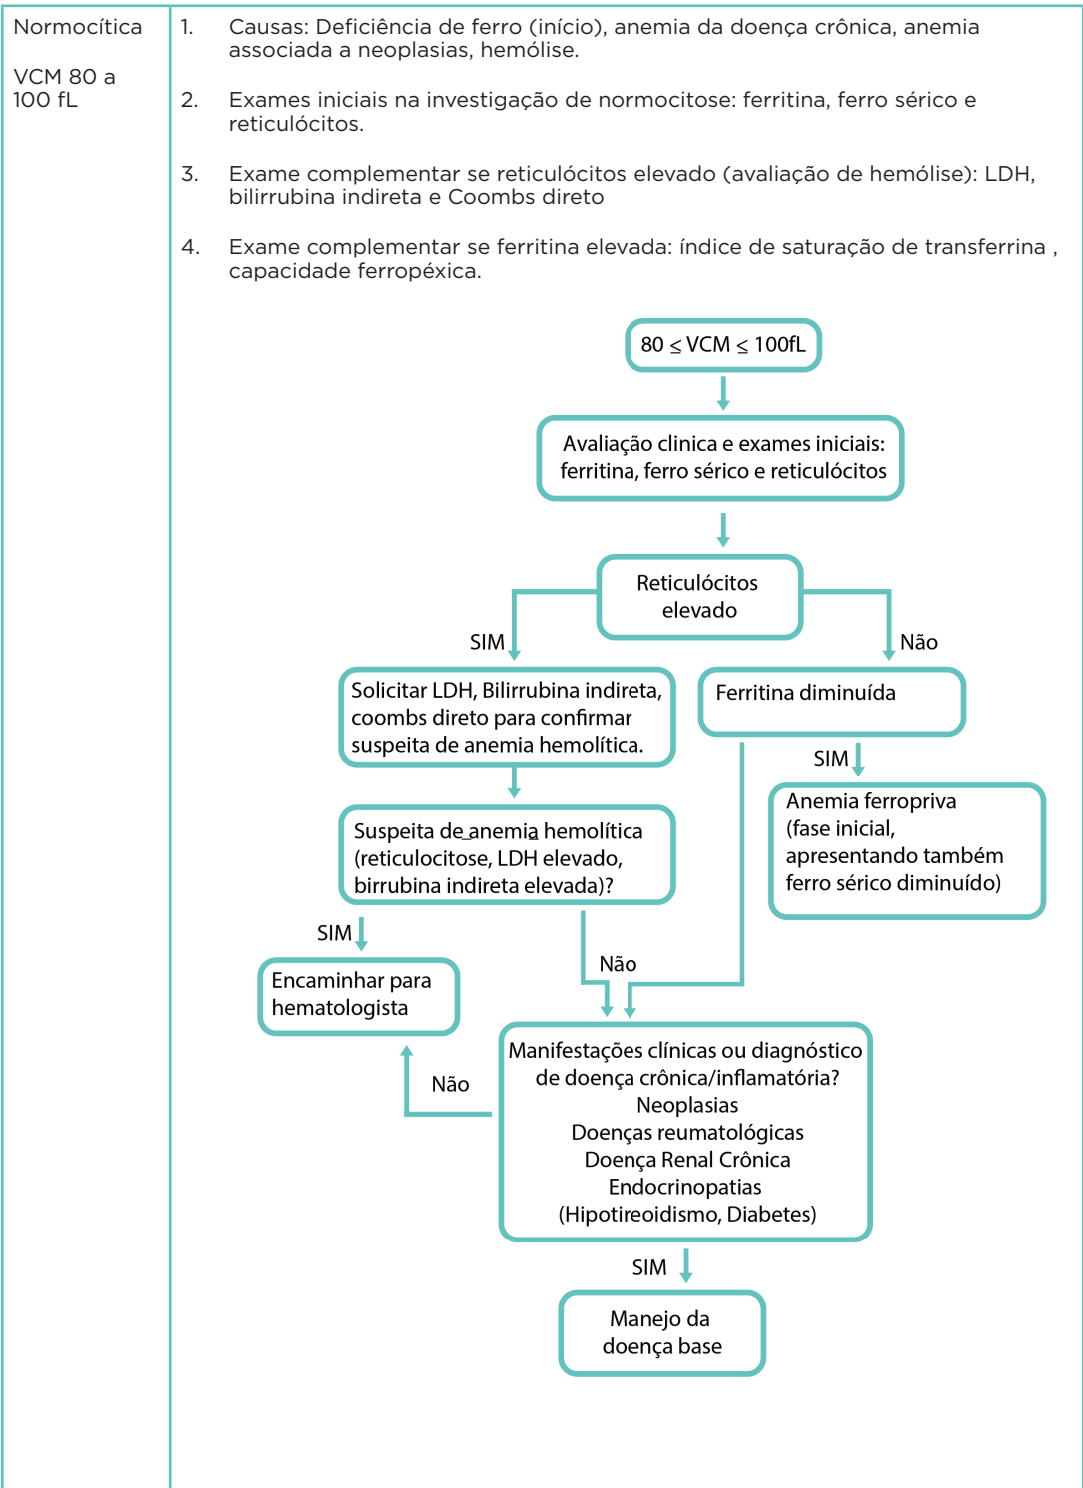 Normocítica
VCM 80 a
100 fL
1. Causas: Deficiência de ferro (início), anemia da doença crônica, anemia
associada a neoplasias, hemólise.
2. Exames iniciais na investigação de normocitose: ferritina, ferro sérico e
reticulócitos.
3. Exame complementar se reticulócitos elevado (avaliação de hemólise): LDH,
bilirrubina indireta e Coombs direto
4. Exame complementar se ferritina elevada: índice de saturação de transferrina ,
capacidade ferropéxica.
80 ≤ VCM ≤ 100fL
Avaliação clinica e exames iniciais:
ferritina, ferro sérico e reticulócitos
Reticulócitos
elevado
SIM
Não
Solicitar LDH, Bilirrubina indireta,
coombs direto para confirmar
suspeita de anemia hemolítica.
Ferritina diminuída
SIM
Anemia ferropriva
(fase inicial,
apresentando também
ferro sérico diminuído)
Suspeita de anemia hemolítica
(reticulocitose, LDH elevado,
birrubina indireta elevada)?
SIM
Não
Encaminhar para
hematologista
Não
Manifestações clínicas ou diagnóstico
de doença crônica/inflamatória?
Neoplasias
Doenças reumatológicas
Doença Renal Crônica
Endocrinopatias
(Hipotireoidismo, Diabetes)
SIM
Manejo da
doença base